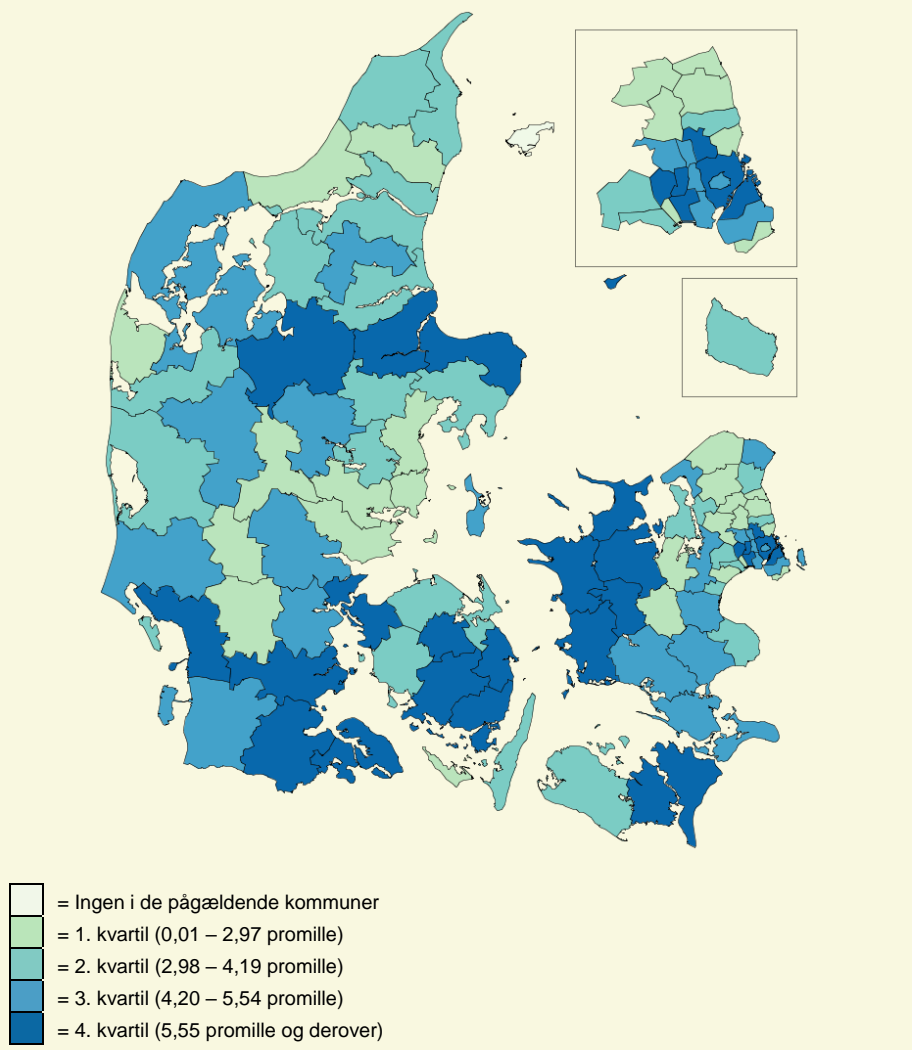 = Ingen i de pågældende kommuner
= 1. kvartil (0,01 – 2,97 promille)
= 2. kvartil (2,98 – 4,19 promille)
= 3. kvartil (4,20 – 5,54 promille)
= 4. kvartil (5,55 promille og derover)